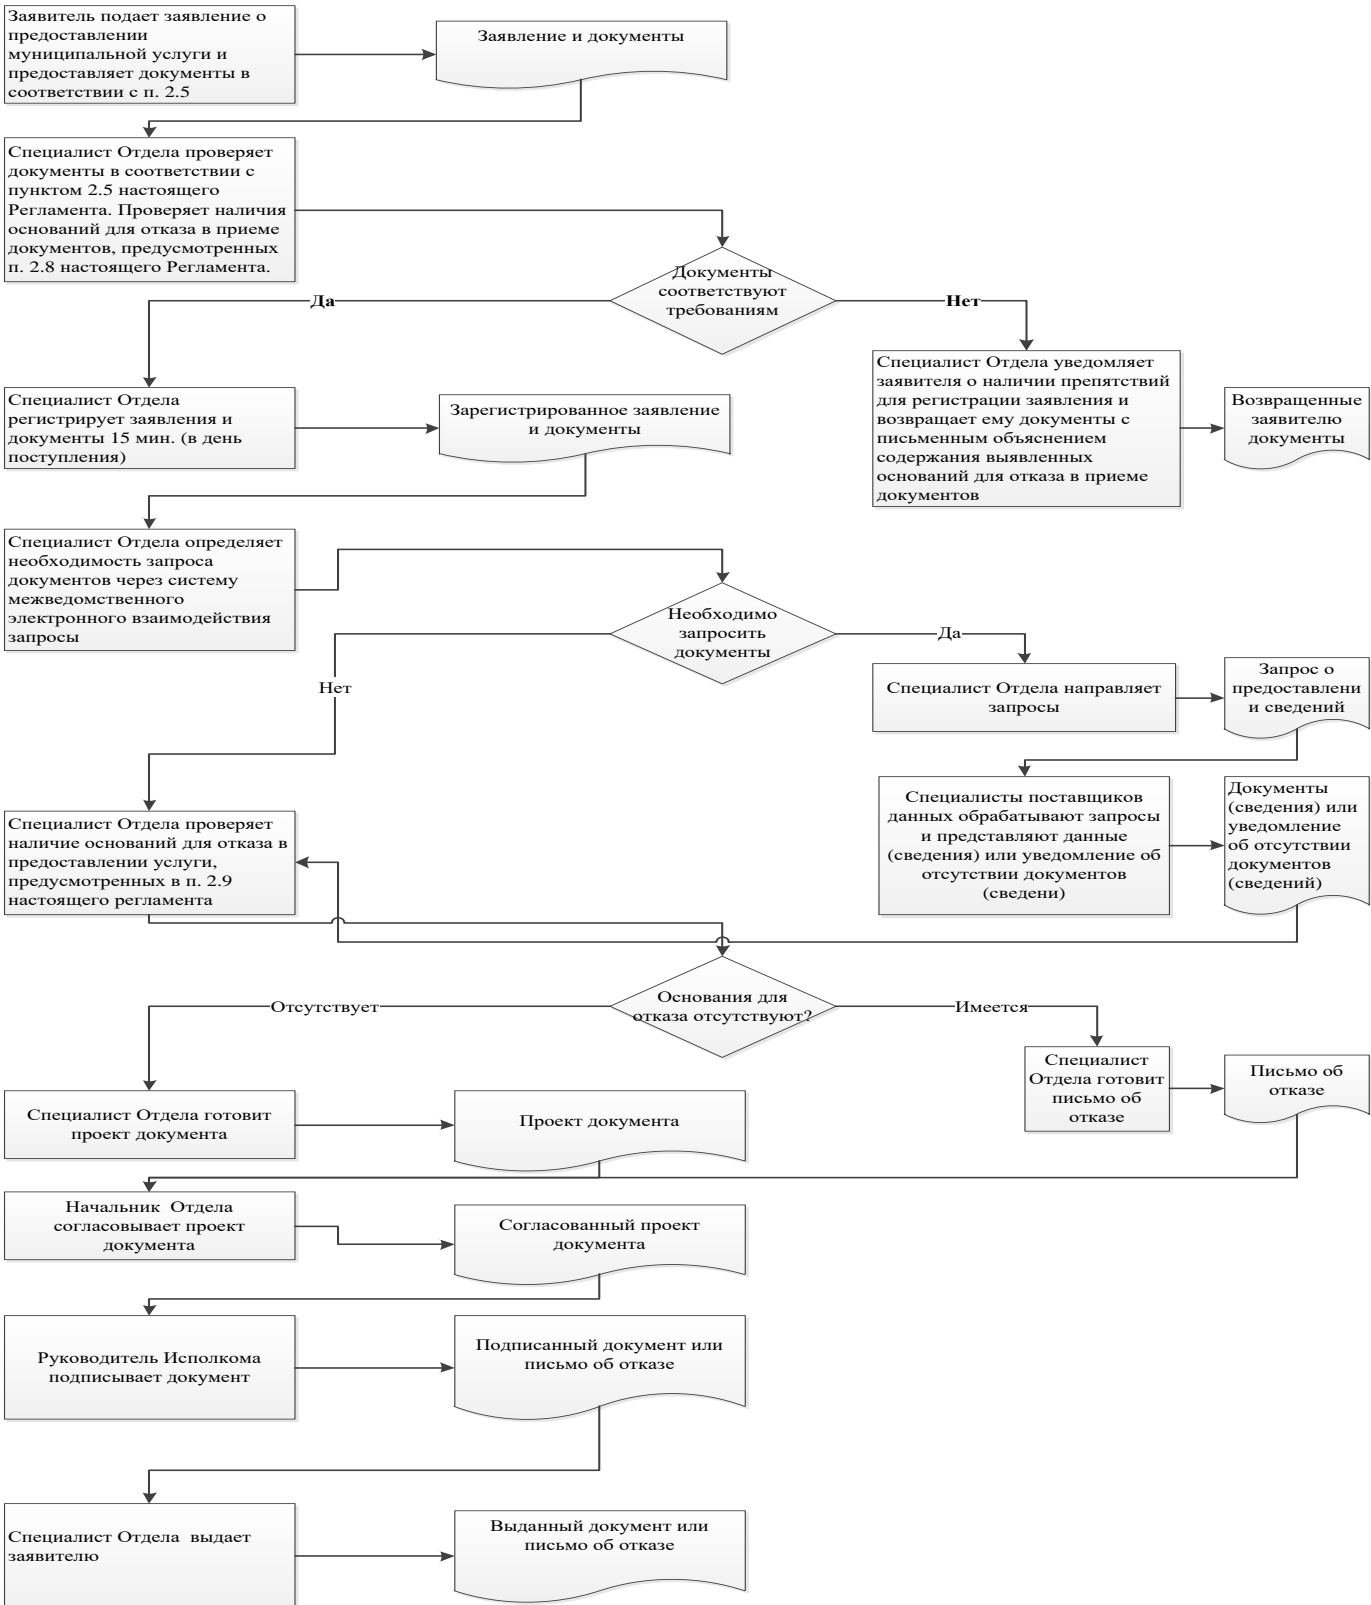 Заявитель подает заявление о
предоставлении
муниципальной услуги и
предоставляет документы в
соответствии с п. 2.5
Заявление и документы
Специалист Отдела проверяет
документы в соответствии с
пунктом 2.5 настоящего
Регламента. Проверяет наличия
оснований для отказа в приеме
документов, предусмотренных
п. 2.8 настоящего Регламента.
Документы
соответствуют
требованиям
Да
Нет
Специалист Отдела
регистрирует заявления и
документы 15 мин. (в день
поступления)
Зарегистрированное заявление
и документы
Специалист Отдела уведомляет
заявителя о наличии препятствий
для регистрации заявления и
возвращает ему документы с
письменным объяснением
содержания выявленных
оснований для отказа в приеме
документов
Возвращенные
заявителю
документы
Специалист Отдела определяет
необходимость запроса
документов через систему
межведомственного
электронного взаимодействия
запросы
Необходимо
запросить
документы
Да
Нет
Специалист Отдела направляет
запросы
Запрос о
предоставлени
и сведений
Специалисты поставщиков
данных обрабатывают запросы
и представляют данные
(сведения) или уведомление об
отсутствии документов
(сведени)
Документы
(сведения) или
уведомление
об отсутствии
документов
(сведений)
Специалист Отдела проверяет
наличие оснований для отказа в
предоставлении услуги,
предусмотренных в п. 2.9
настоящего регламента
Основания для
отказа отсутствуют?
Отсутствует
Имеется
Специалист
Отдела готовит
письмо об
отказе
Письмо об
отказе
Специалист Отдела готовит
проект документа
Проект документа
Начальник  Отдела
согласовывает проект
документа
Согласованный проект
документа
Руководитель Исполкома
подписывает документ
Подписанный документ или
письмо об отказе
Специалист Отдела  выдает
заявителю
Выданный документ или
письмо об отказе